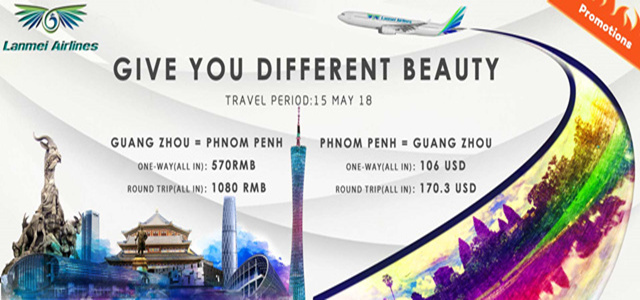 Lanmei Airlines
Promotions
GIVE YOU DIFFERENT BEAUTY
TRAVEL PERIOD:15 MAY 18
GUANG ZHOU = PHNOM PENH
ONE-WAY(ALL IN): 570RMB
ROUND TRIP(ALL IN): 1080 RMB
PHNOM PENH = GUANG ZHOU
ONE-WAY(ALL IN): 106 USD
ROUND TRIP(ALL IN): 170.3 USD